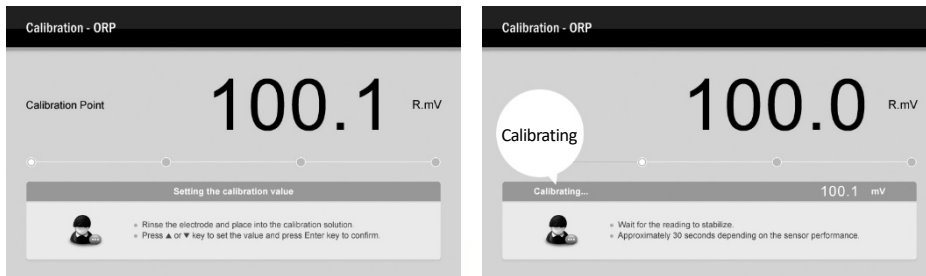 Calibration - ORP
Calibration Point
100.1 R.mV
Setting the calibration value
Rinse the electrode and place into the calibration solution.
Press ▲ or ▼ key to set the value and press Enter key to confirm.
Calibration - ORP
100.0 R.mV
Calibrating
Calibrating... 100.1 mV
Wait for the reading to stabilize.
Approximately 30 seconds depending on the sensor performance.